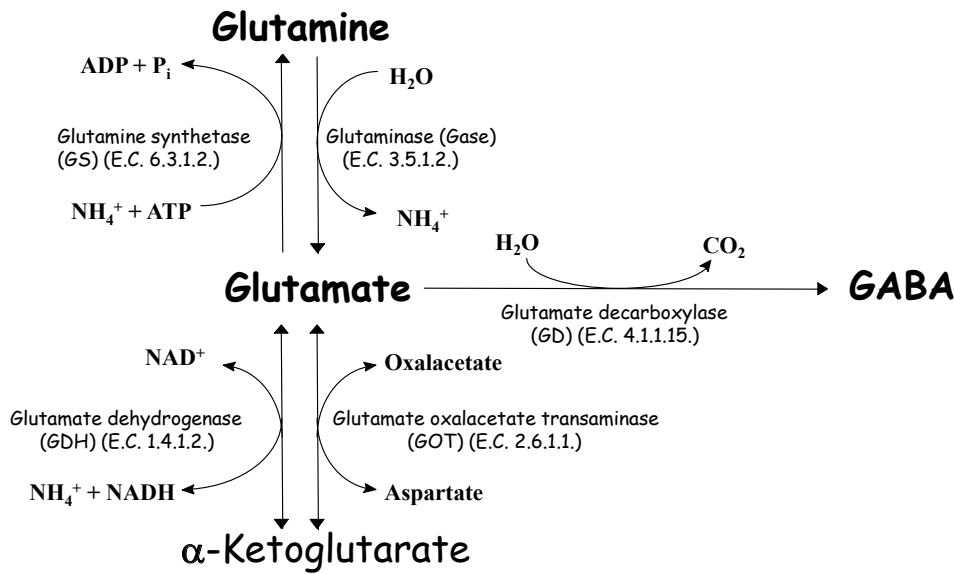 Glutamine
ADP + Pi
H2O
Glutamine synthetase
(GS) (E.C. 6.3.1.2.)
Glutaminase (Gase)
(E.C. 3.5.1.2.)
NH4+ + ATP
NH4+
H2O
CO2
Glutamate
GABA
Glutamate decarboxylase
(GD) (E.C. 4.1.1.15.)
NAD+
Oxalacetate
Glutamate dehydrogenase
(GDH) (E.C. 1.4.1.2.)
Glutamate oxalacetate transaminase
(GOT) (E.C. 2.6.1.1.)
NH4+ + NADH
Aspartate
α-Ketoglutarate